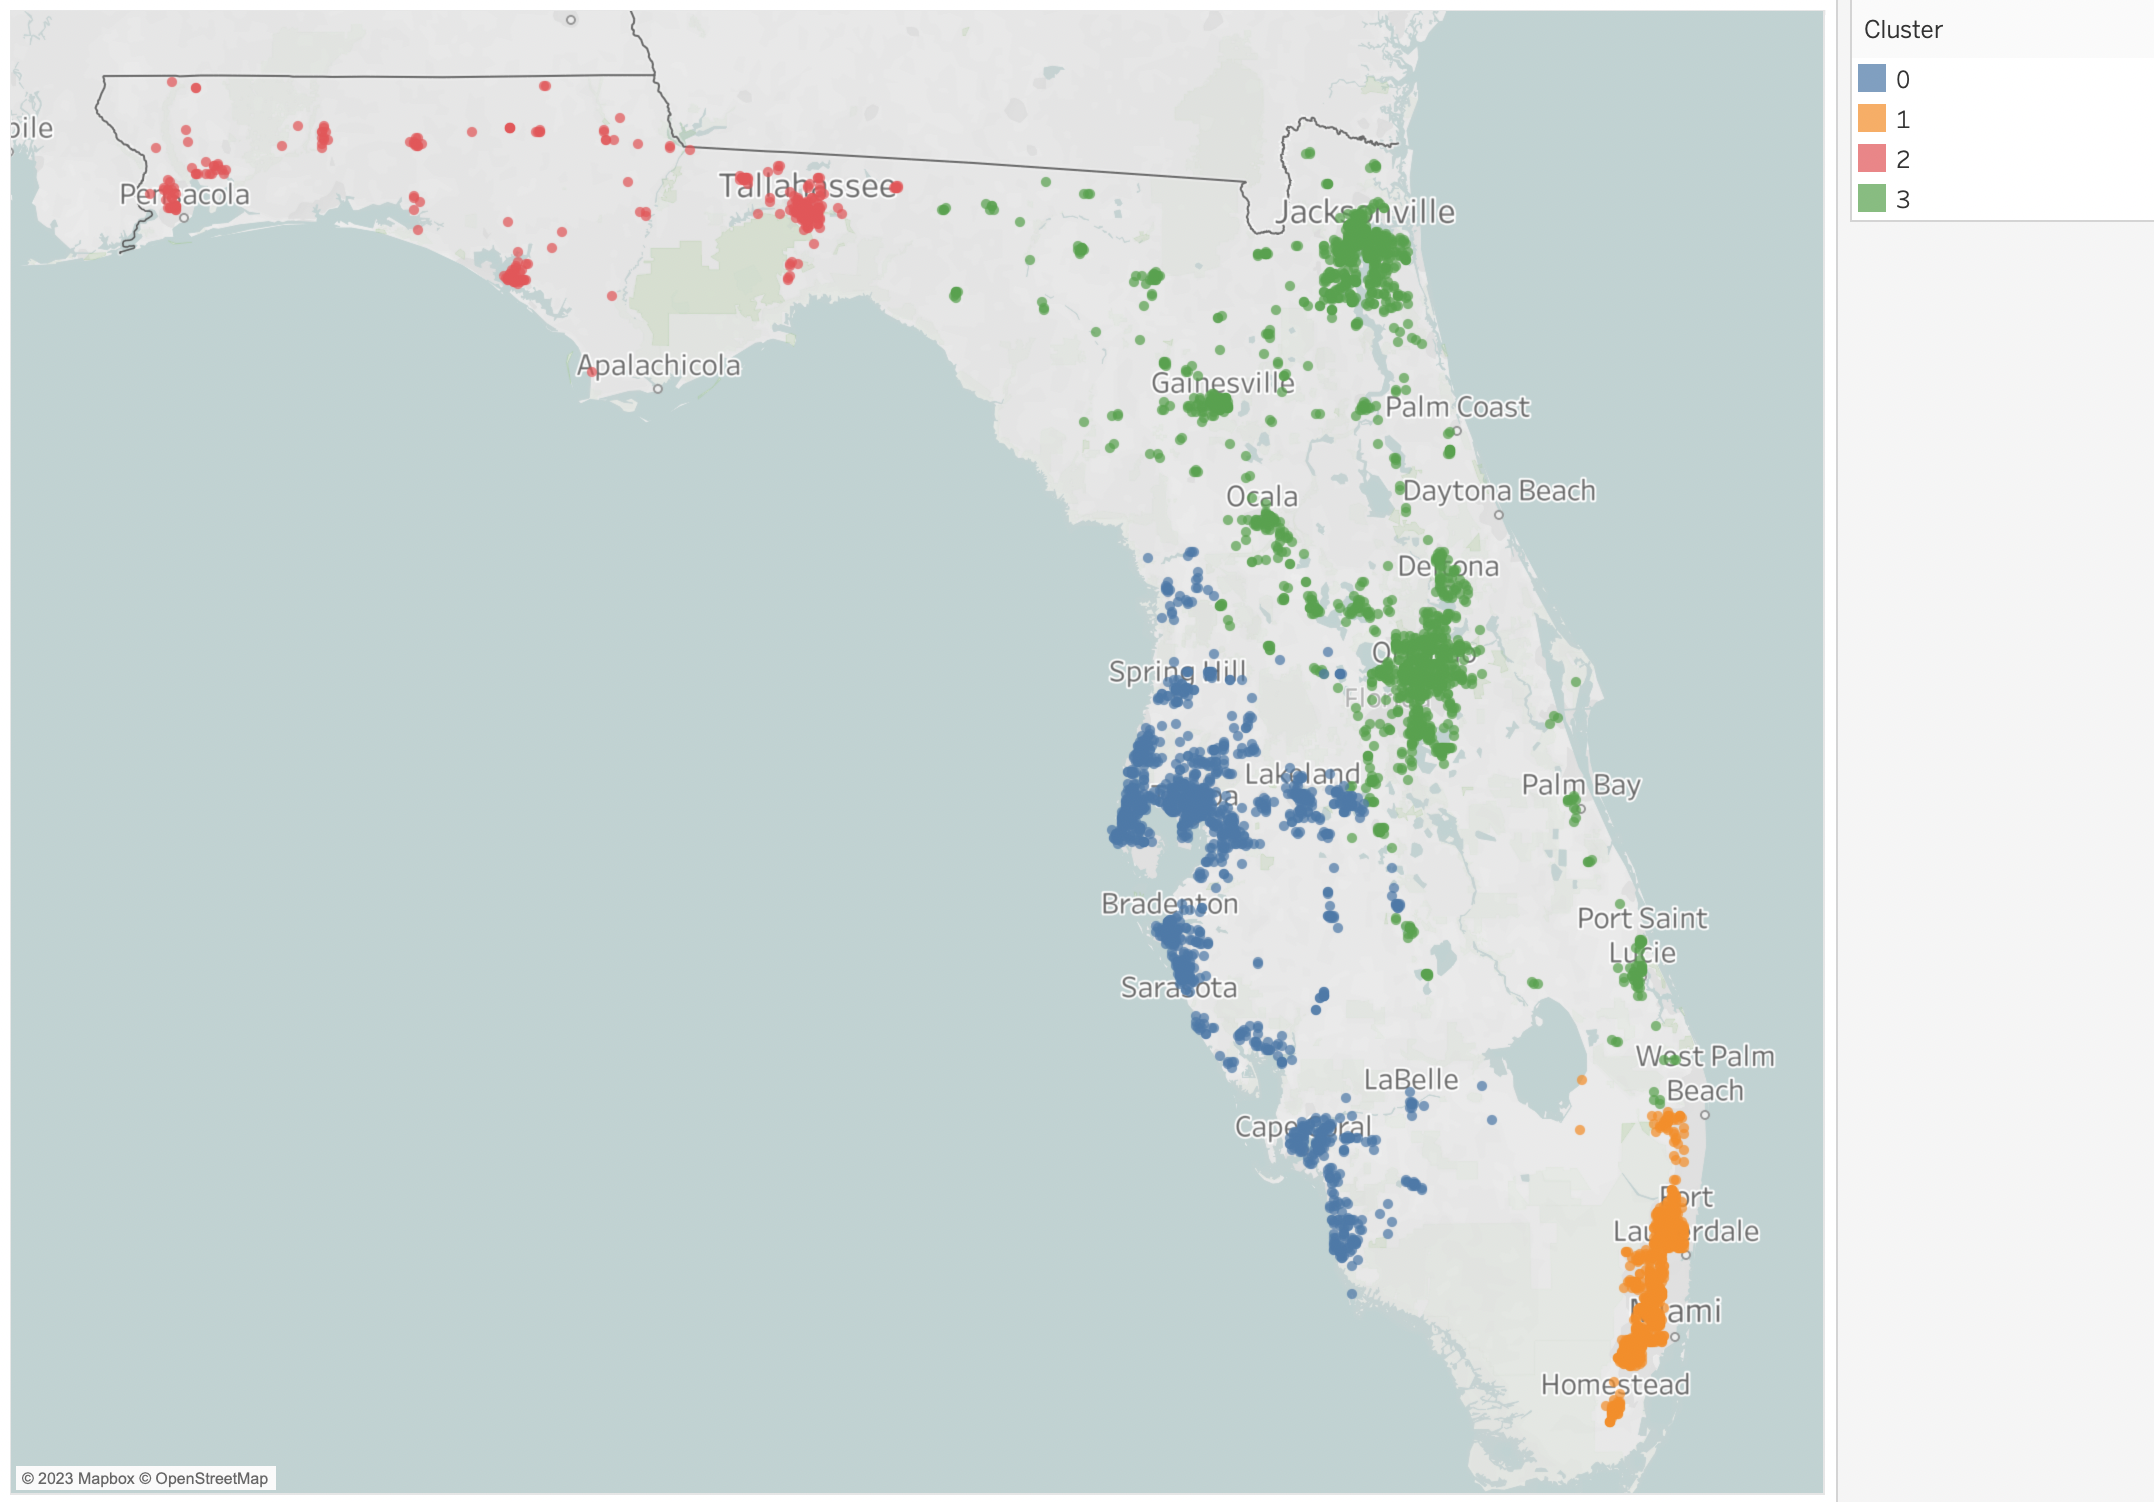 Cluster
0
1
2
3
Pensacola
Tallahassee
Jacksonville
Apalachicola
Gainesville
Palm Coast
Ocala
Daytona Beach
Deltona
Spring Hill
Lakeland
Palm Bay
Bradenton
Port Saint
Lucie
Sarasota
West Palm
Beach
LaBelle
Cape Coral
Fort
Lauderdale
Miami
Homestead
© 2023 Mapbox © OpenStreetMap